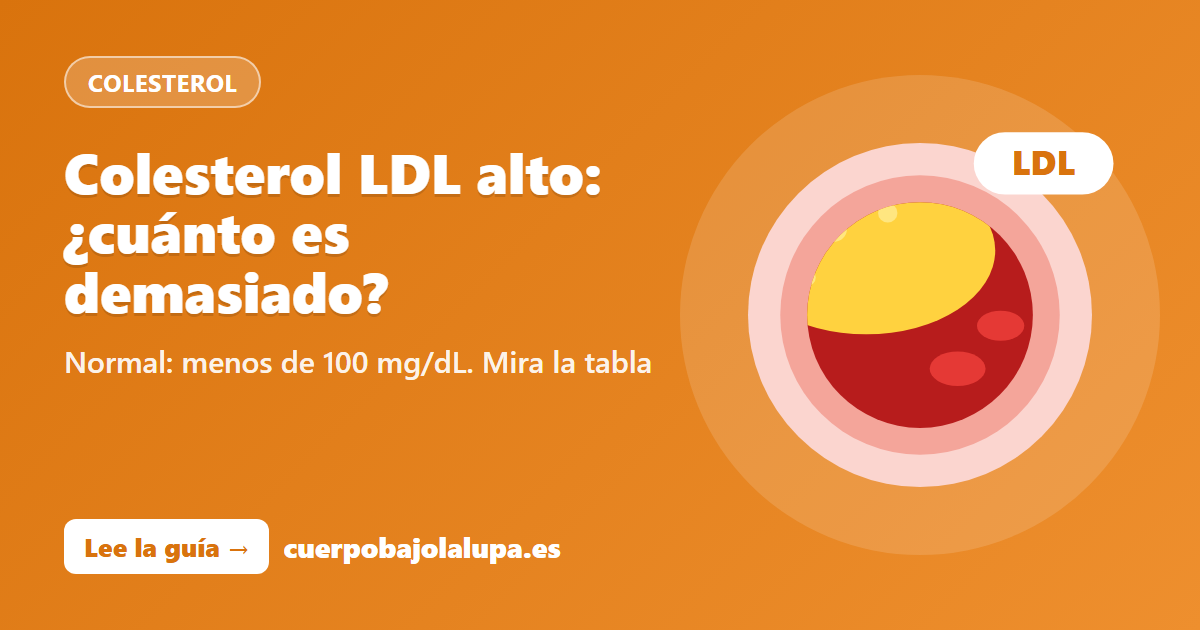 COLESTEROL
LDL
Colesterol LDL alto:
¿cuánto es
demasiado?
Normal: menos de 100 mg/dL. Mira la tabla
Lee la guía →
cuerpobajolalupa.es